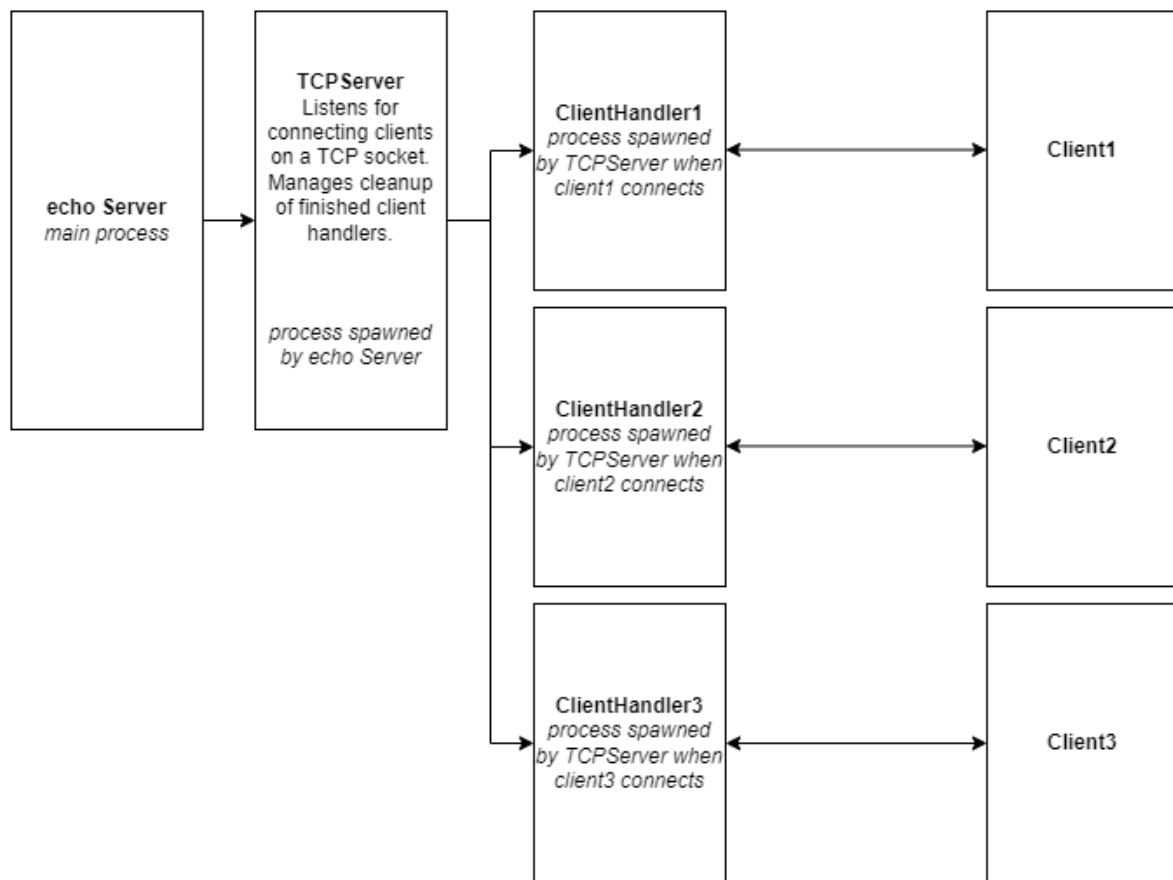 echo Server
main process
TCPServer
Listens for
connecting clients
on a TCP socket.
Manages cleanup
of finished client
handlers.
process spawned
by echo Server
ClientHandler1
process spawned
by TCPServer when
client1 connects
Client1
ClientHandler2
process spawned
by TCPServer when
client2 connects
Client2
ClientHandler3
process spawned
by TCPServer when
client3 connects
Client3